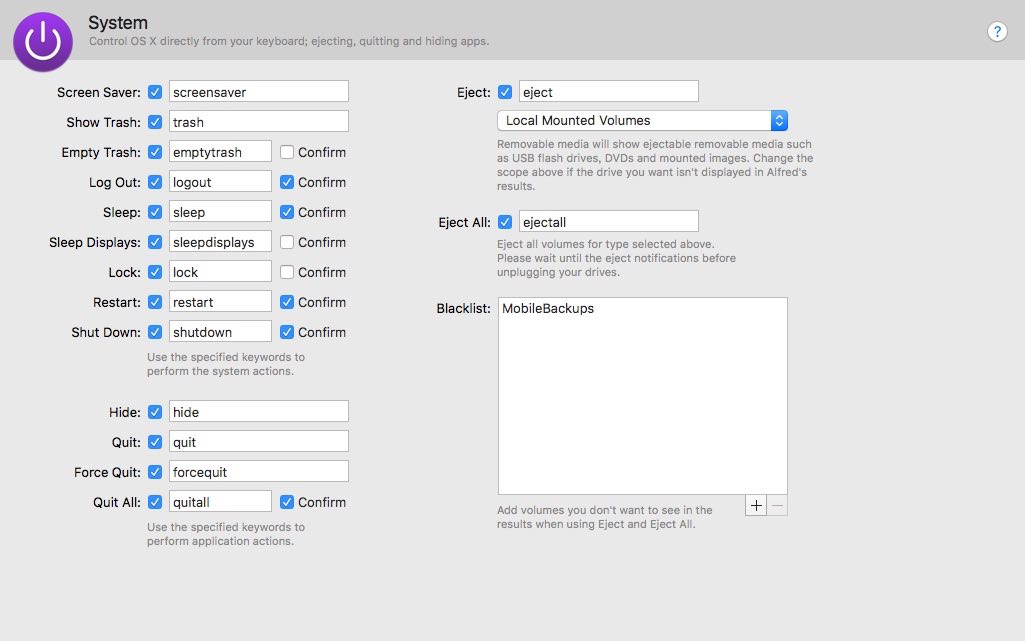 System
Control OS X directly from your keyboard; ejecting, quitting and hiding apps.
?
Screen Saver: screensaver
Show Trash: trash
Empty Trash: emptytrash Confirm
Log Out: logout Confirm
Sleep: sleep Confirm
Sleep Displays: sleepdisplays Confirm
Lock: lock Confirm
Restart: restart Confirm
Shut Down: shutdown Confirm
Use the specified keywords to
perform the system actions.
Hide: hide
Quit: quit
Force Quit: forcequit
Quit All: quitall Confirm
Use the specified keywords to
perform application actions.
Eject: eject
Local Mounted Volumes
Removable media will show ejectable removable media such
as USB flash drives, DVDs and mounted images. Change the
scope above if the drive you want isn't displayed in Alfred's
results.
Eject All: ejectall
Eject all volumes for type selected above.
Please wait until the eject notifications before
unplugging your drives.
Blacklist: MobileBackups
Add volumes you don't want to see in the
results when using Eject and Eject All.